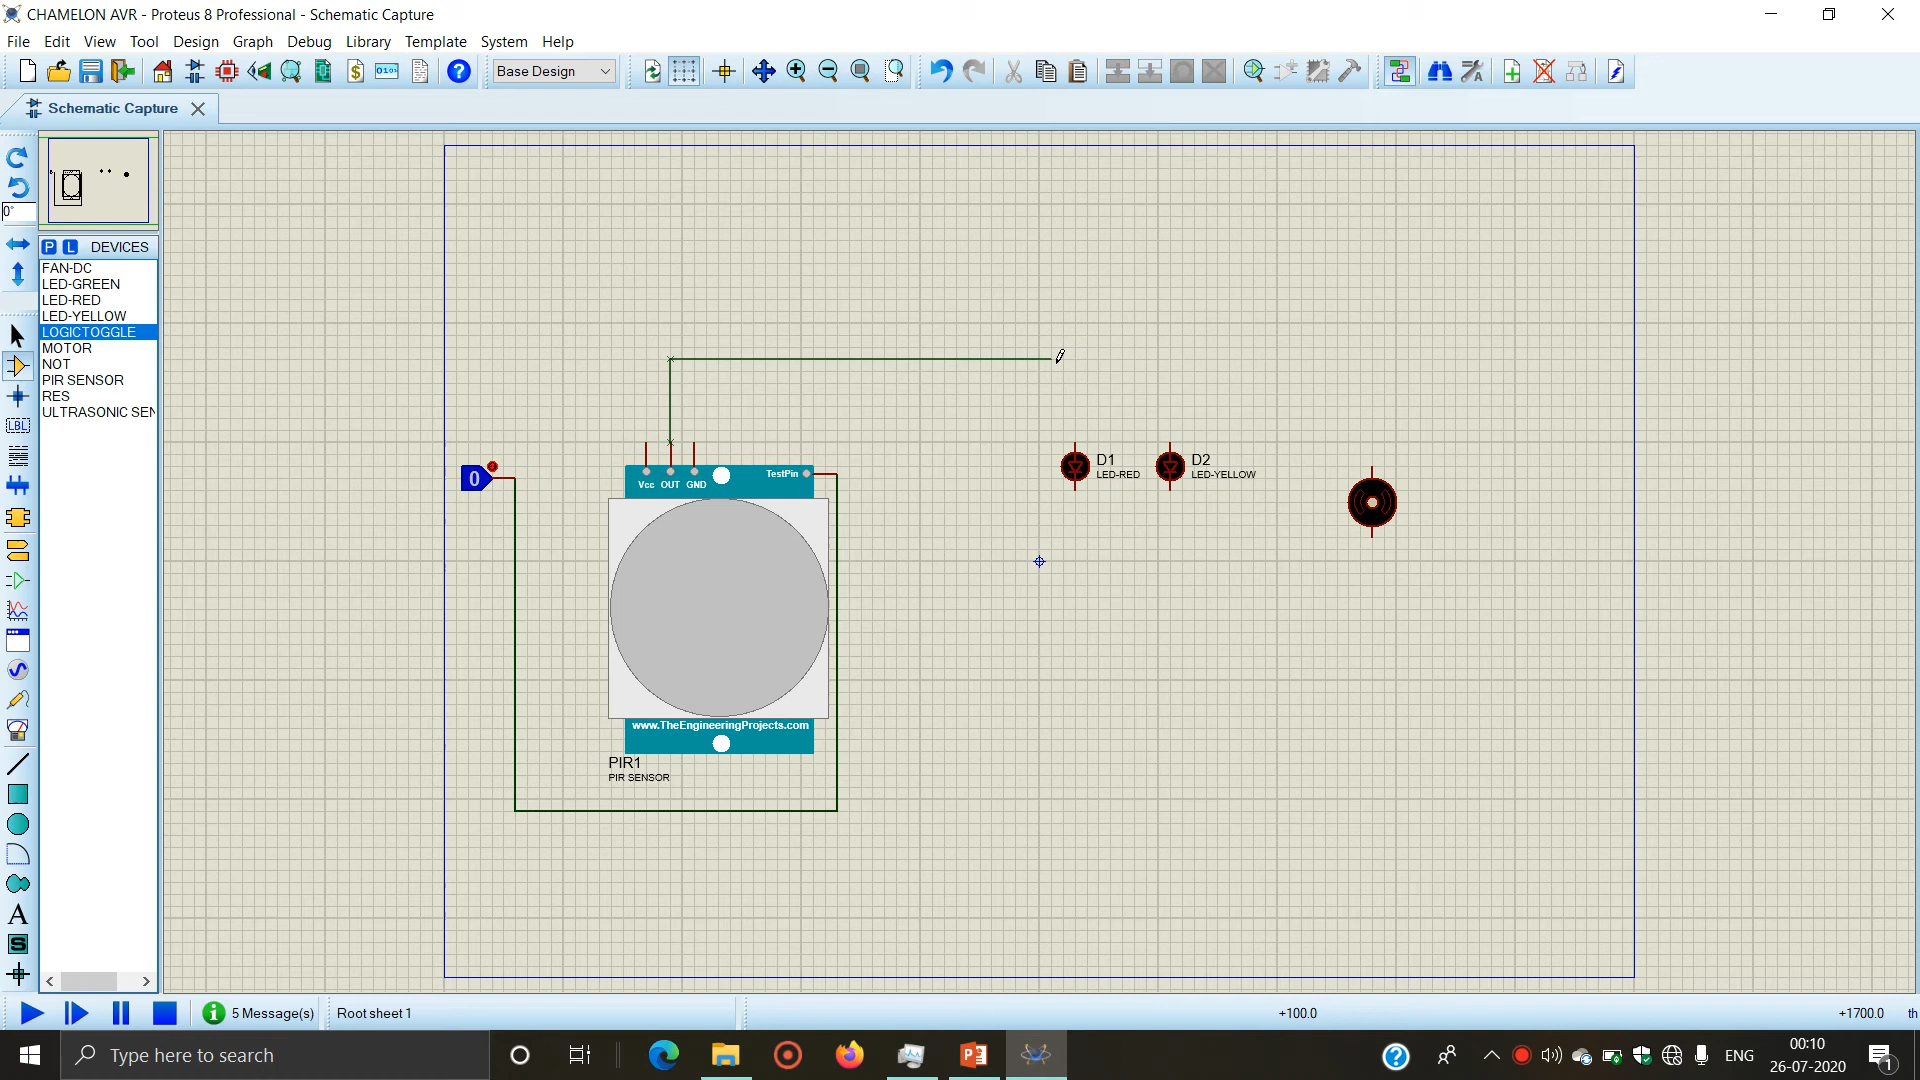 CHAMELON AVR - Proteus 8 Professional - Schematic Capture
File Edit View Tool Design Graph Debug Library Template System Help
Base Design
Schematic Capture
0°
P L DEVICES
FAN-DC
LED-GREEN
LED-RED
LED-YELLOW
LOGICTOGGLE
MOTOR
NOT
PIR SENSOR
RES
ULTRASONIC SEN
LBL
A
S
0
Vcc OUT GND
TestPin
www.TheEngineeringProjects.com
PIR1
PIR SENSOR
D1
LED-RED
D2
LED-YELLOW
5 Message(s) Root sheet 1 +100.0 +1700.0 th
Type here to search
ENG
00:10
26-07-2020
1